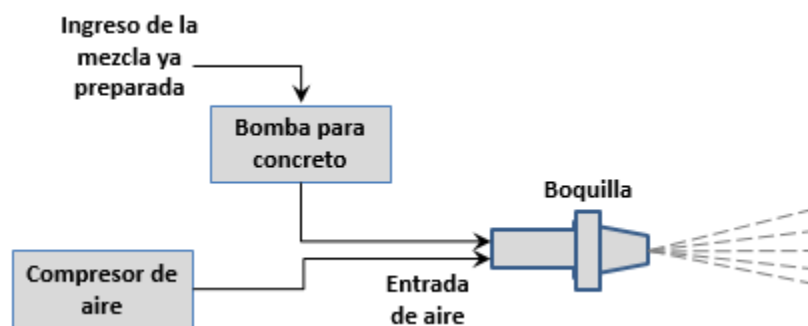 Ingreso de la
mezcla ya
preparada
Bomba para
concreto
Boquilla
Compresor de
aire
Entrada
de aire